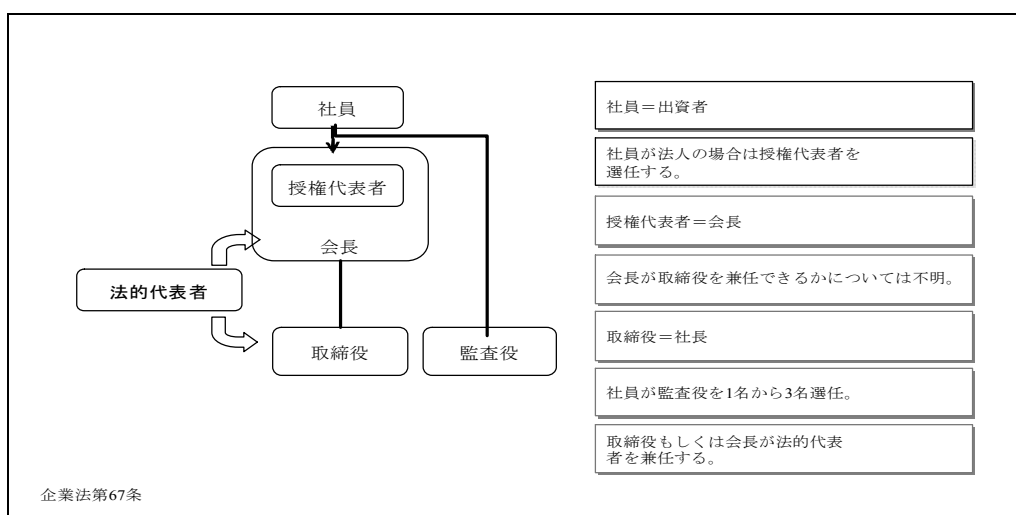 社員
授権代表者
会長
法的代表者
取締役
監査役
社員＝出資者
社員が法人の場合は授権代表者を
選任する。
授権代表者＝会長
会長が取締役を兼任できるかについては不明。
取締役＝社長
社員が監査役を1名から3名選任。
取締役もしくは会長が法的代表
者を兼任する。
企業法第67条